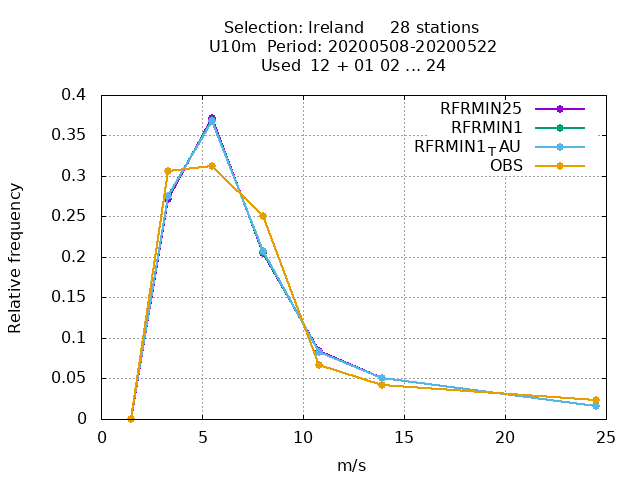 Selection: Ireland 28 stations
U10m Period: 20200508-20200522
Used 12 + 01 02 ... 24
RFRMIN25
RFRMIN1
RFRMIN1TAU
OBS
Relative frequency
0.4
0.35
0.3
0.25
0.2
0.15
0.1
0.05
0
0 5 10 15 20 25
m/s